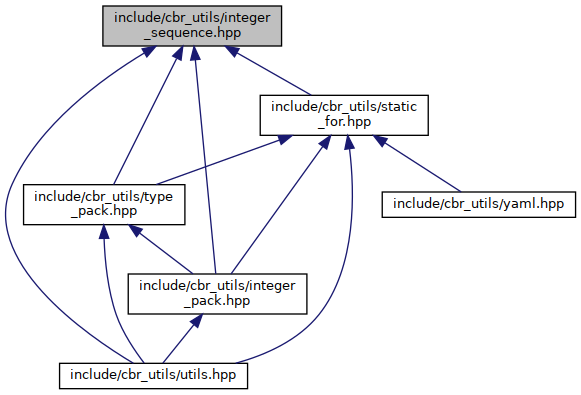 include/cbr_utils/integer
_sequence.hpp
include/cbr_utils/static
_for.hpp
include/cbr_utils/type
_pack.hpp
include/cbr_utils/yaml.hpp
include/cbr_utils/integer
_pack.hpp
include/cbr_utils/utils.hpp